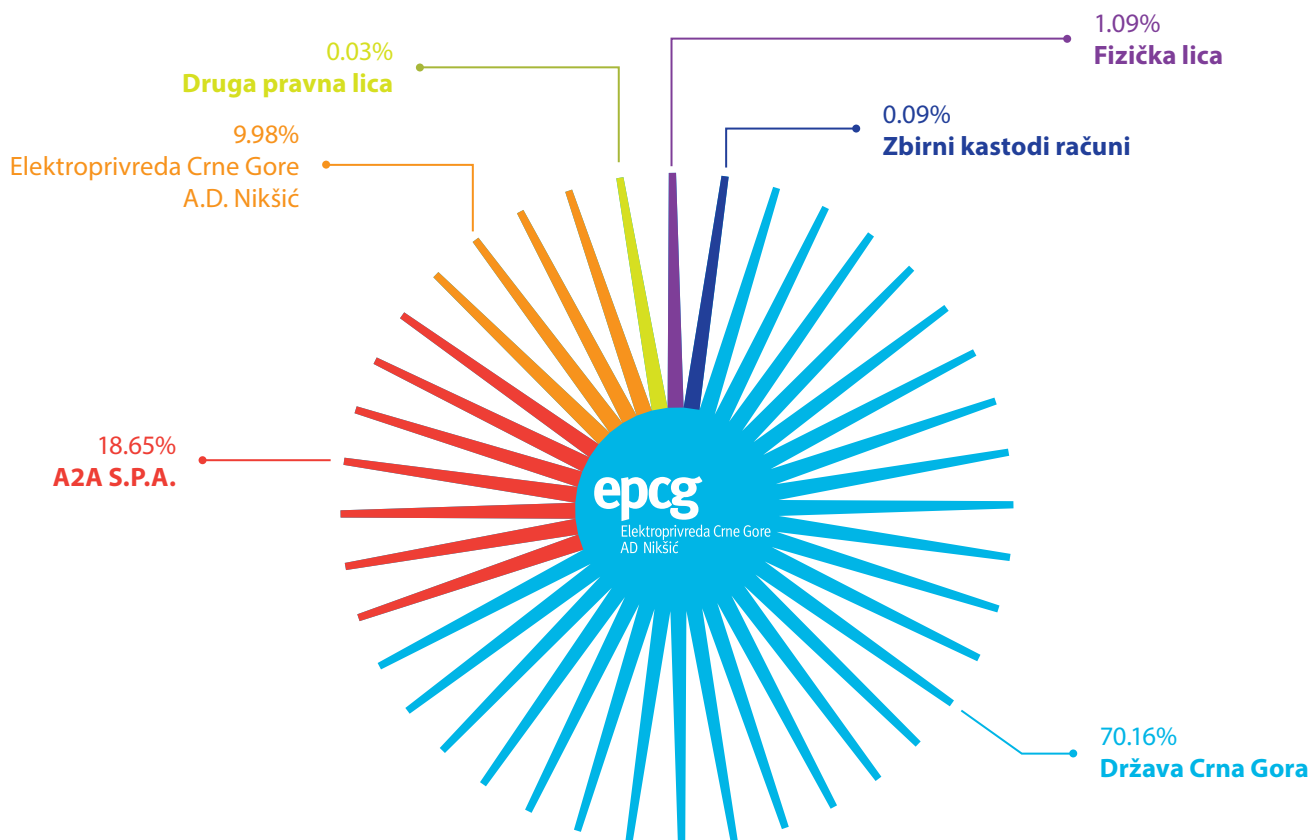 1.09%
Fizička lica
0.03%
Druga pravna lica
0.09%
Zbirni kastodi računi
9.98%
Elektroprivreda Crne Gore
A.D. Nikšić
18.65%
A2A S.P.A.
epcg
Elektroprivreda Crne Gore
AD Nikšić
70.16%
Država Crna Gora